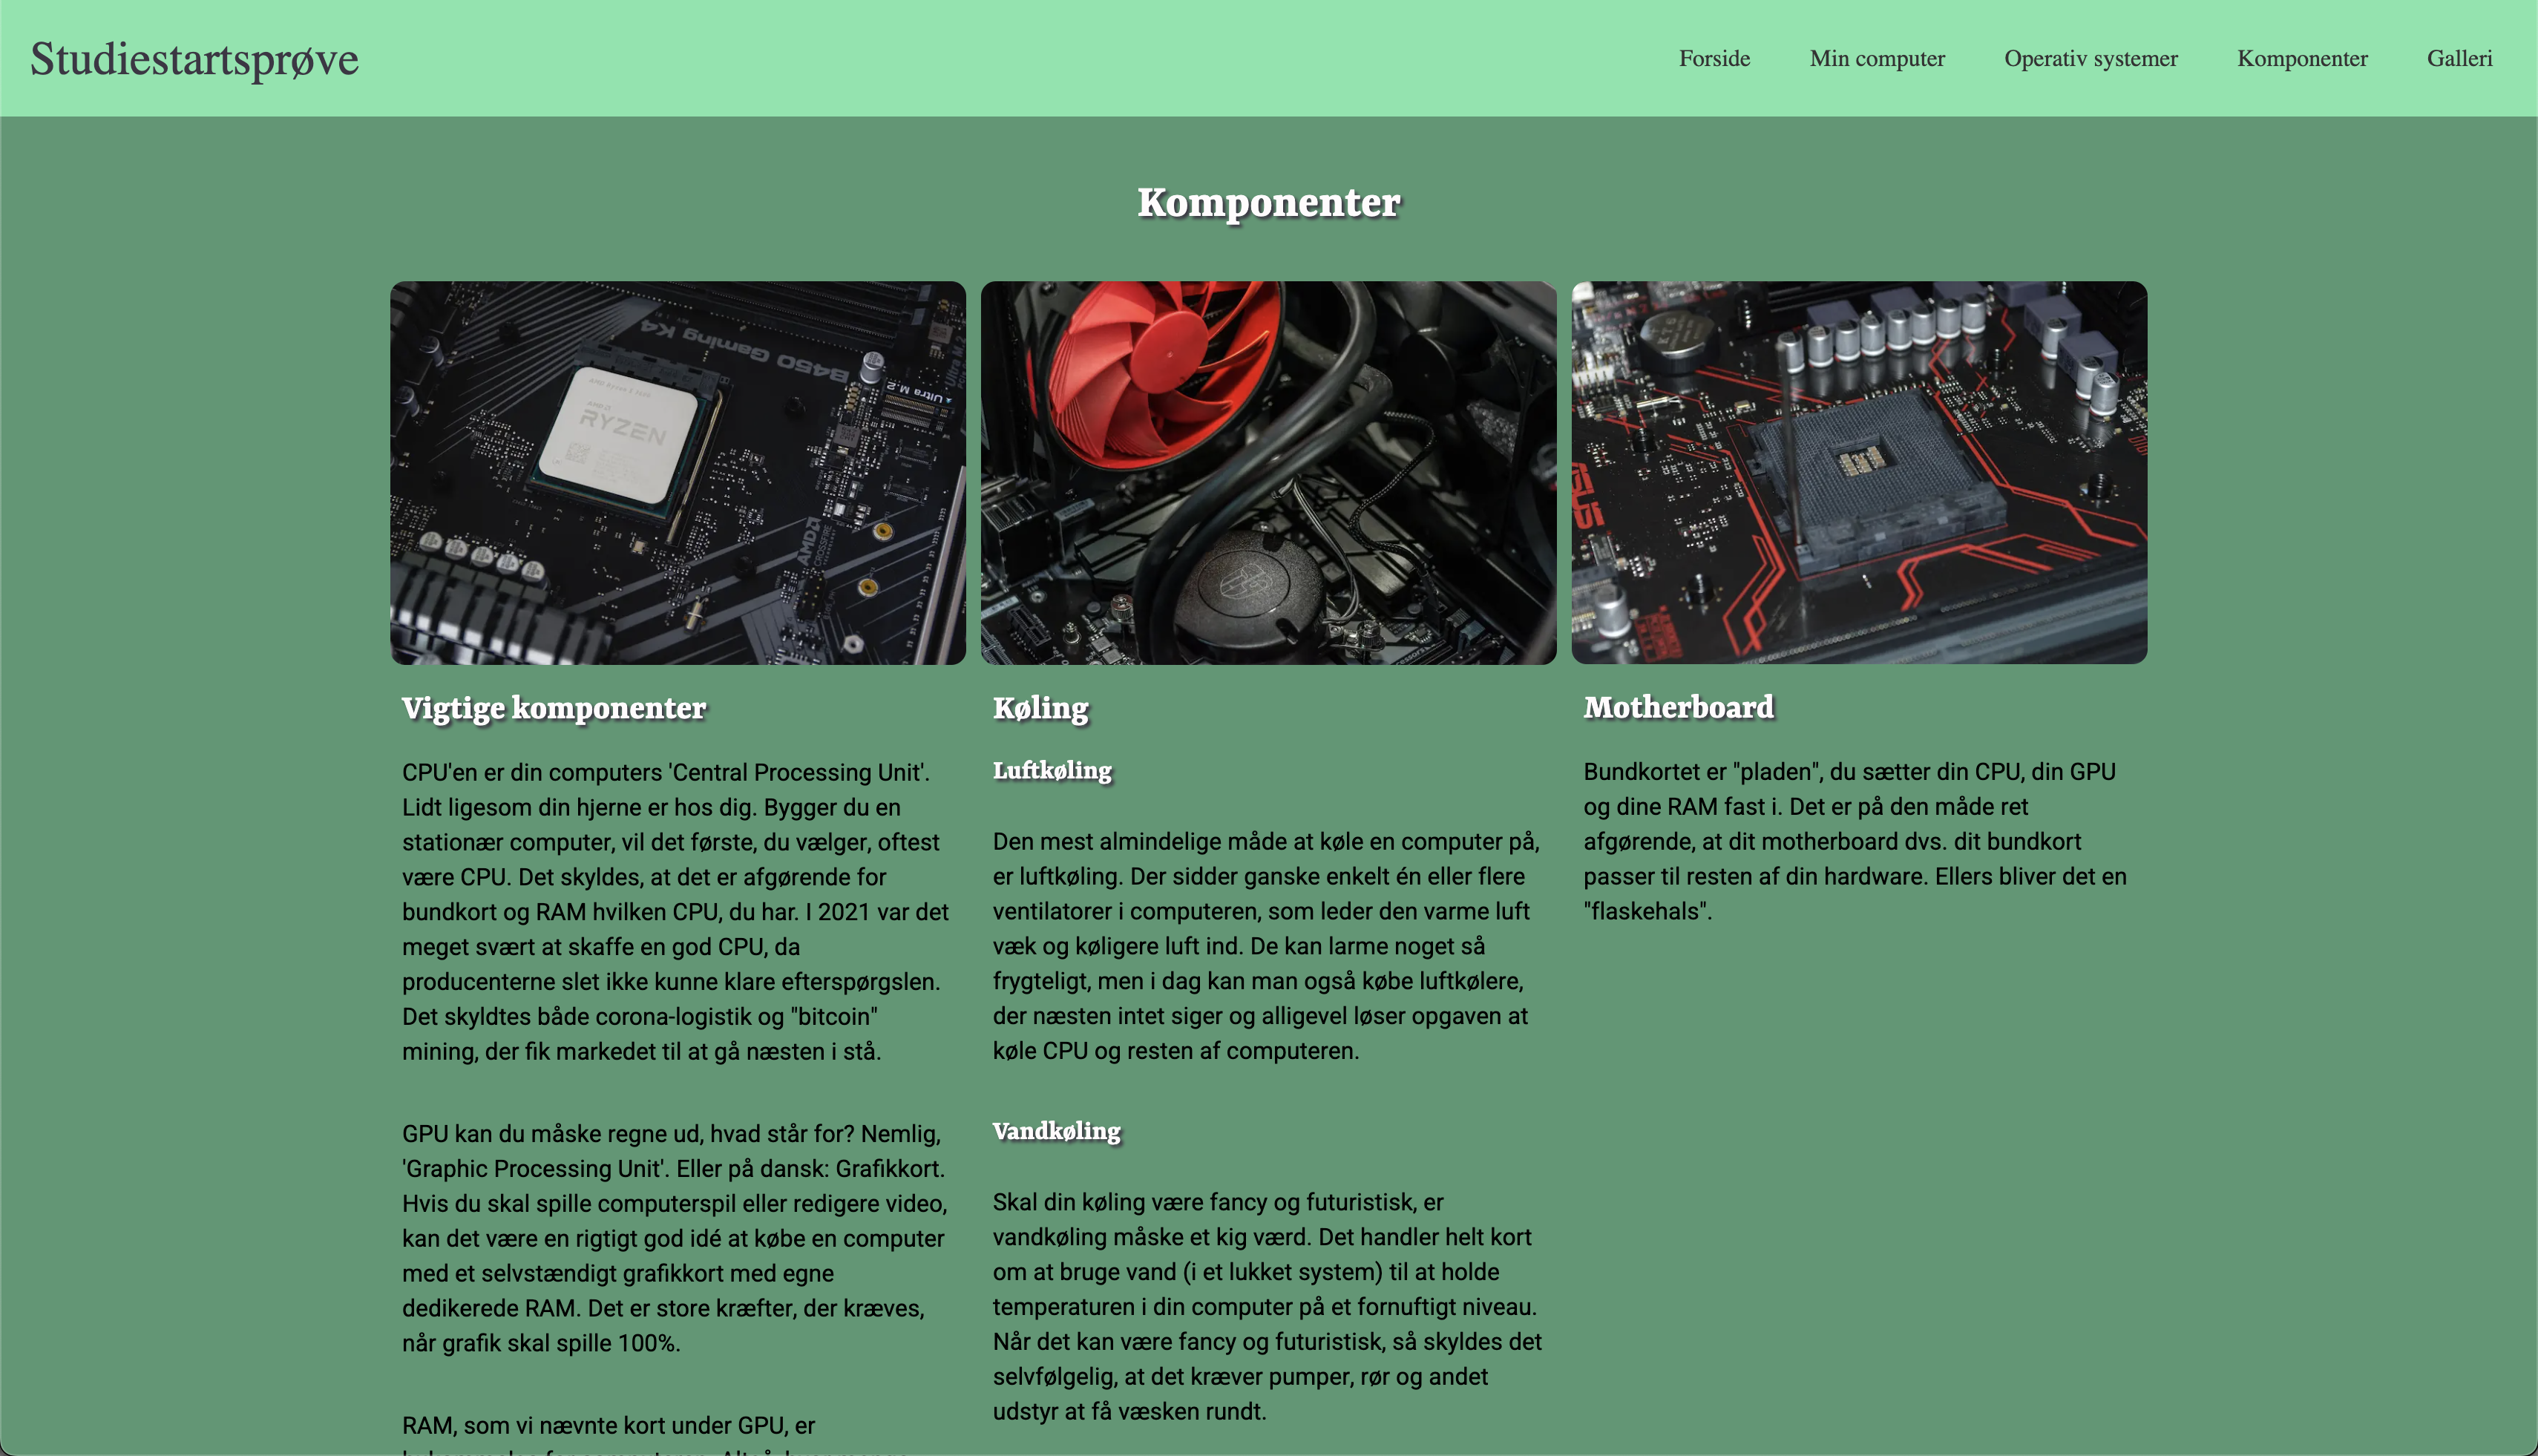 Studiestartsprøve
Forside
Min computer
Operativ systemer
Komponenter
Galleri
Komponenter
B450 Gaming K4
Ultra M.2
RYZEN
AMD
CROSSFIRE
Vigtige komponenter
CPU'en er din computers 'Central Processing Unit'.
Lidt ligesom din hjerne er hos dig. Bygger du en
stationær computer, vil det første, du vælger, oftest
være CPU. Det skyldes, at det er afgørende for
bundkort og RAM hvilken CPU, du har. I 2021 var det
meget svært at skaffe en god CPU, da
producenterne slet ikke kunne klare efterspørgslen.
Det skyldtes både corona-logistik og "bitcoin"
mining, der fik markedet til at gå næsten i stå.
GPU kan du måske regne ud, hvad står for? Nemlig,
'Graphic Processing Unit'. Eller på dansk: Grafikkort.
Hvis du skal spille computerspil eller redigere video,
kan det være en rigtigt god idé at købe en computer
med et selvstændigt grafikkort med egne
dedikerede RAM. Det er store kræfter, der kræves,
når grafik skal spille 100%.
RAM, som vi nævnte kort under GPU, er
Køling
Luftkøling
Den mest almindelige måde at køle en computer på,
er luftkøling. Der sidder ganske enkelt én eller flere
ventilatorer i computeren, som leder den varme luft
væk og køligere luft ind. De kan larme noget så
frygteligt, men i dag kan man også købe luftkølere,
der næsten intet siger og alligevel løser opgaven at
køle CPU og resten af computeren.
Vandkøling
Skal din køling være fancy og futuristisk, er
vandkøling måske et kig værd. Det handler helt kort
om at bruge vand (i et lukket system) til at holde
temperaturen i din computer på et fornuftigt niveau.
Når det kan være fancy og futuristisk, så skyldes det
selvfølgelig, at det kræver pumper, rør og andet
udstyr at få væsken rundt.
Motherboard
Bundkortet er "pladen", du sætter din CPU, din GPU
og dine RAM fast i. Det er på den måde ret
afgørende, at dit motherboard dvs. dit bundkort
passer til resten af din hardware. Ellers bliver det en
"flaskehals".